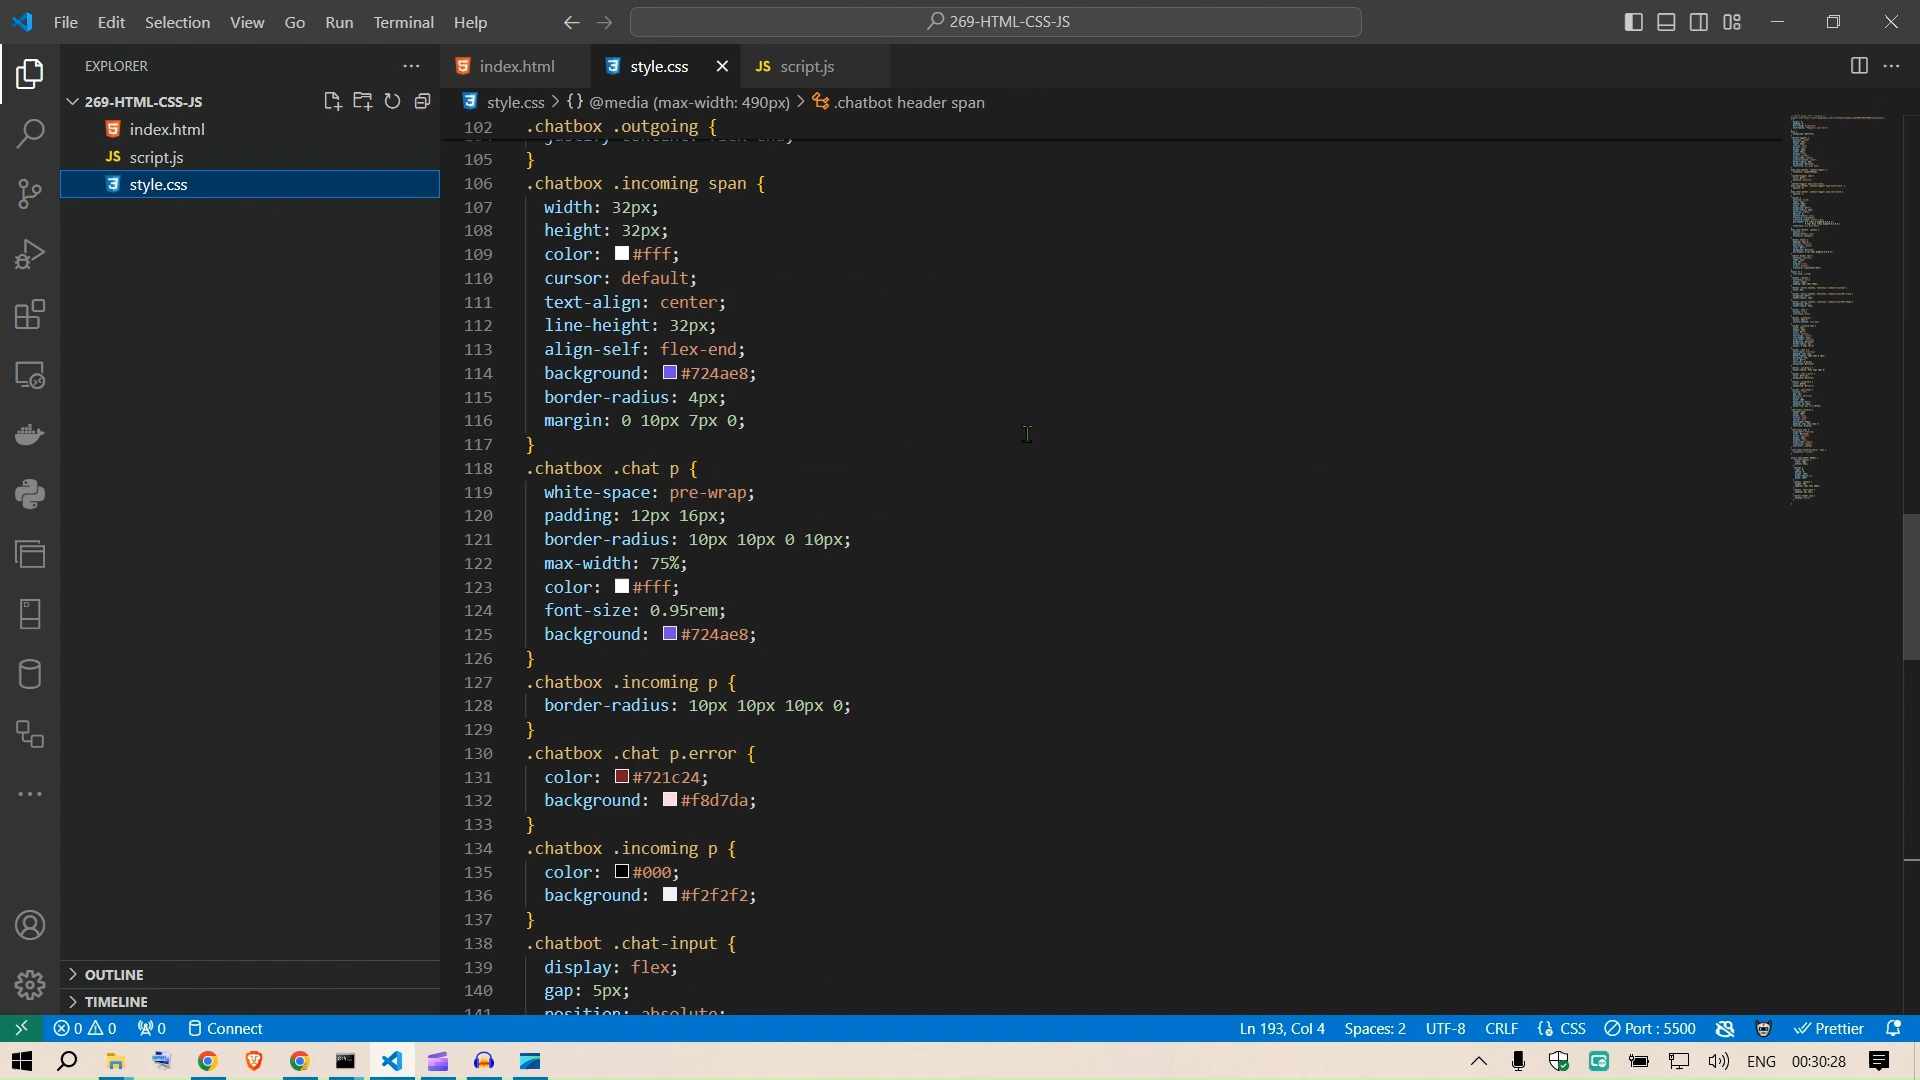 File Edit Selection View Go Run Terminal Help
269-HTML-CSS-JS
EXPLORER
269-HTML-CSS-JS
index.html
JS script.js
style.css
OUTLINE
TIMELINE
index.html style.css JS script.js
style.css > {} @media (max-width: 490px) > .chatbot header span
102 .chatbox .outgoing {
105 }
106 .chatbox .incoming span {
107 width: 32px;
108 height: 32px;
109 color: #fff;
110 cursor: default;
111 text-align: center;
112 line-height: 32px;
113 align-self: flex-end;
114 background: #724ae8;
115 border-radius: 4px;
116 margin: 0 10px 7px 0;
117 }
118 .chatbox .chat p {
119 white-space: pre-wrap;
120 padding: 12px 16px;
121 border-radius: 10px 10px 0 10px;
122 max-width: 75%;
123 color: #fff;
124 font-size: 0.95rem;
125 background: #724ae8;
126 }
127 .chatbox .incoming p {
128 border-radius: 10px 10px 10px 0;
129 }
130 .chatbox .chat p.error {
131 color: #721c24;
132 background: #f8d7da;
133 }
134 .chatbox .incoming p {
135 color: #000;
136 background: #f2f2f2;
137 }
138 .chatbot .chat-input {
139 display: flex;
140 gap: 5px;
141 position: absolute;
0 0 0 Connect Ln 193, Col 4 Spaces: 2 UTF-8 CRLF {} CSS Port : 5500 Prettier
ENG 00:30:28